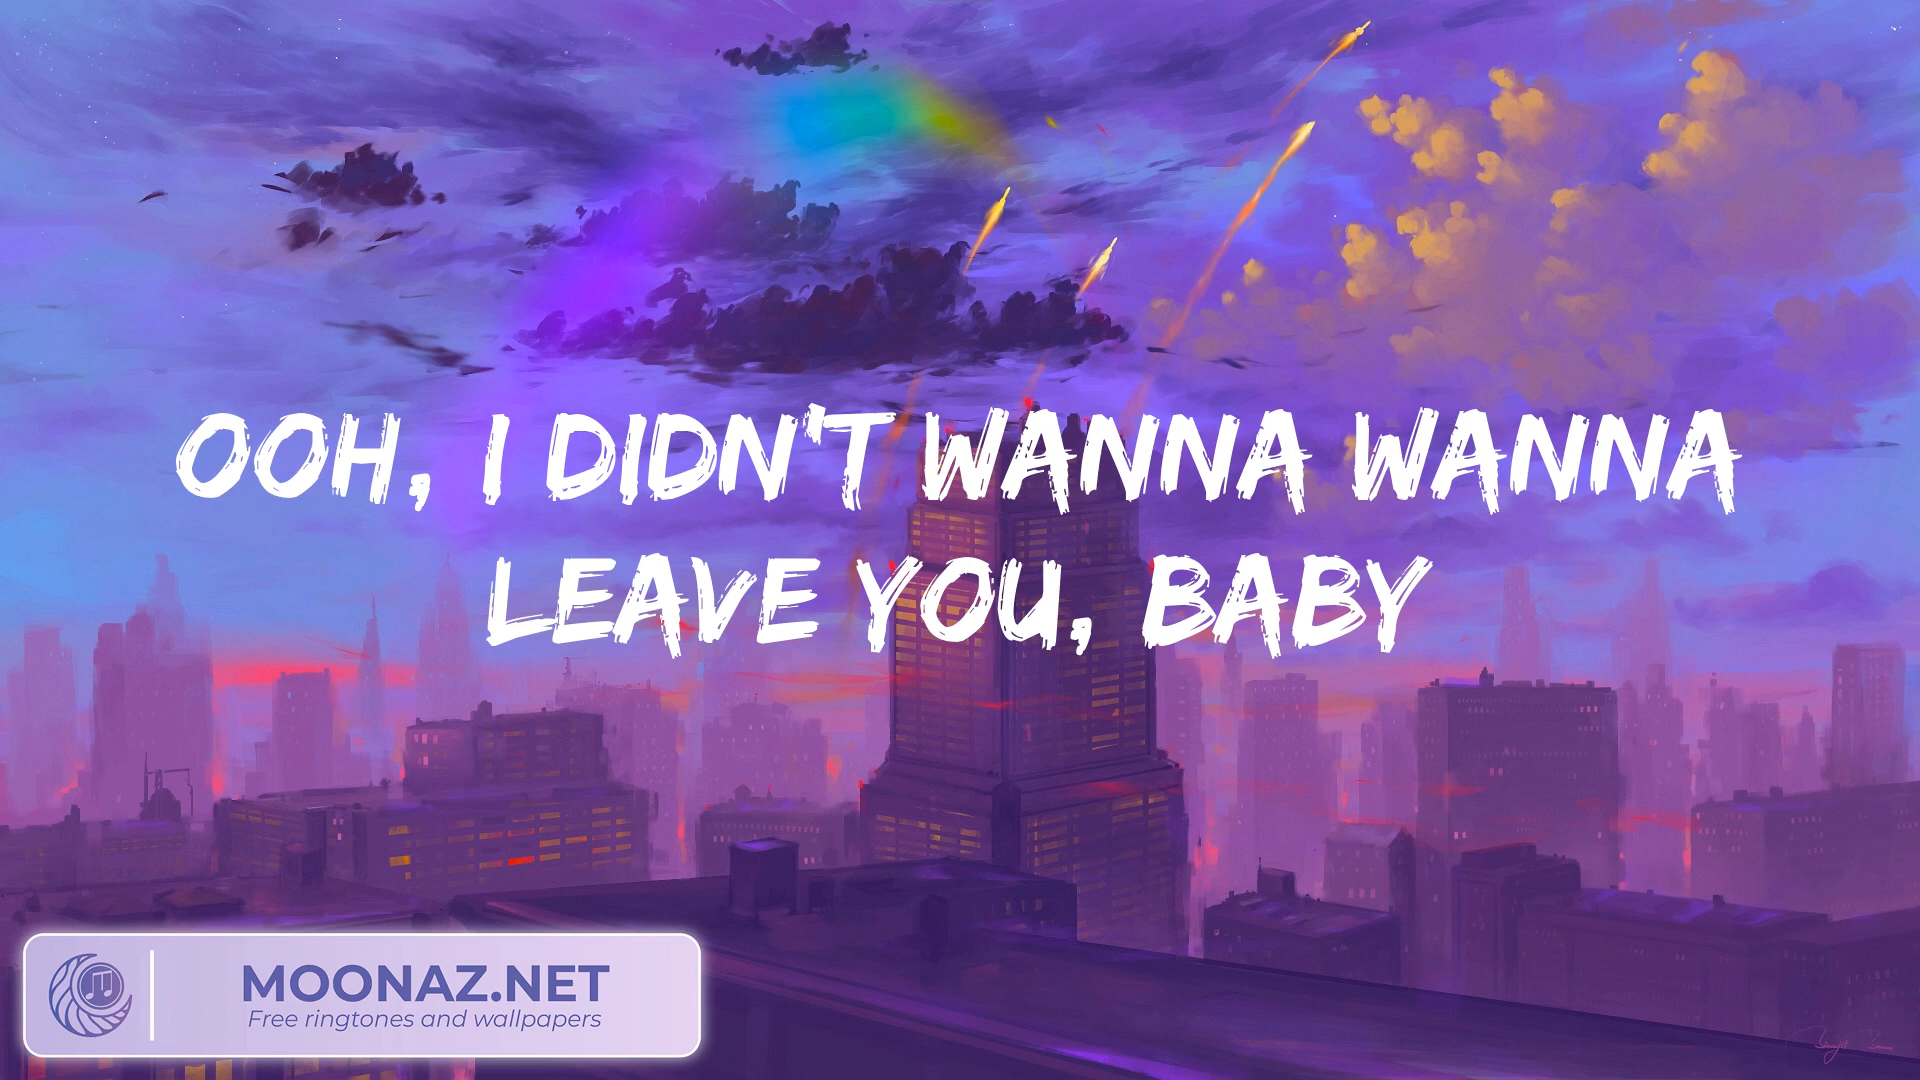 OOH, I DIDN'T WANNA WANNA
LEAVE YOU, BABY
MOONAZ.NET
Free ringtones and wallpapers